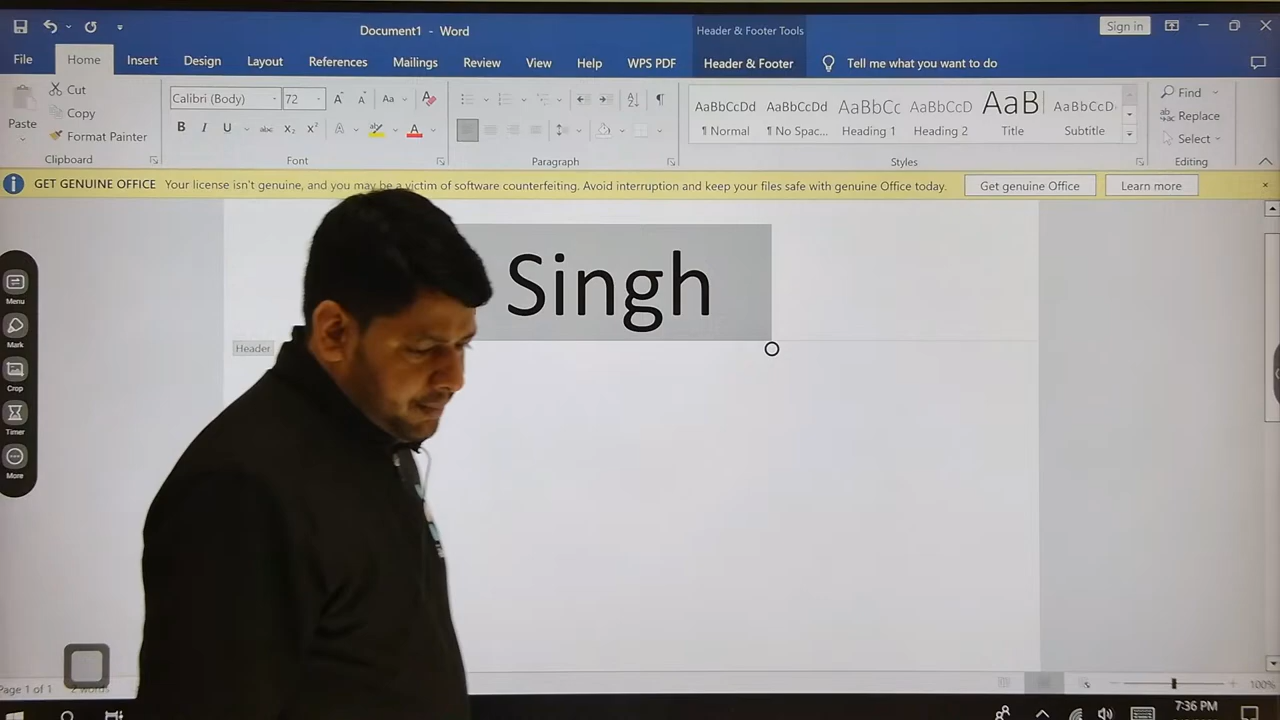 Document1 - Word
Header & Footer Tools
Sign in
File
Home
Insert
Design
Layout
References
Mailings
Review
View
Help
WPS PDF
Header & Footer
Tell me what you want to do
Paste
Cut
Copy
Format Painter
Clipboard
Calibri (Body)
72
Font
Paragraph
AaBbCcDd
¶ Normal
AaBbCcDd
¶ No Spac...
AaBbCc
Heading 1
AaBbCcD
Heading 2
AaB
Title
AaBbCcD
Subtitle
Styles
Find
Replace
Select
Editing
GET GENUINE OFFICE Your license isn't genuine, and you may be a victim of software counterfeiting. Avoid interruption and keep your files safe with genuine Office today.
Get genuine Office
Learn more
Singh
Header
Menu
Mark
Crop
Timer
More
Page 1 of 1
2 words
100%
7:36 PM